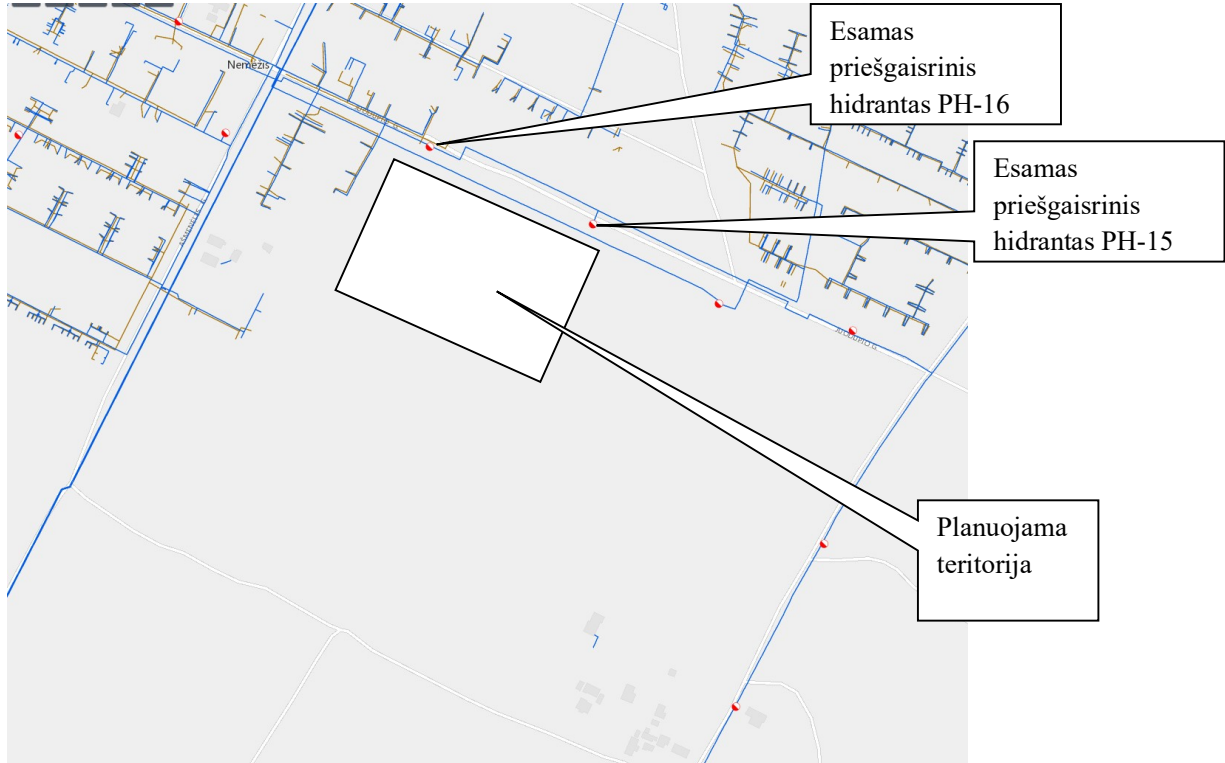 Esamas
priešgaisrinis
hidrantas PH-16
Nemėžis
Esamas
priešgaisrinis
hidrantas PH-15
Planuojama
teritorija